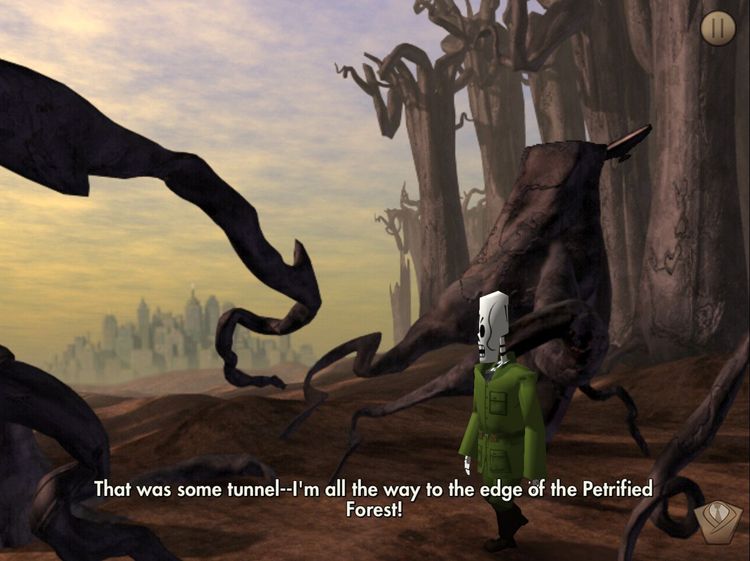 That was some tunnel--I'm all the way to the edge of the Petrified
Forest!